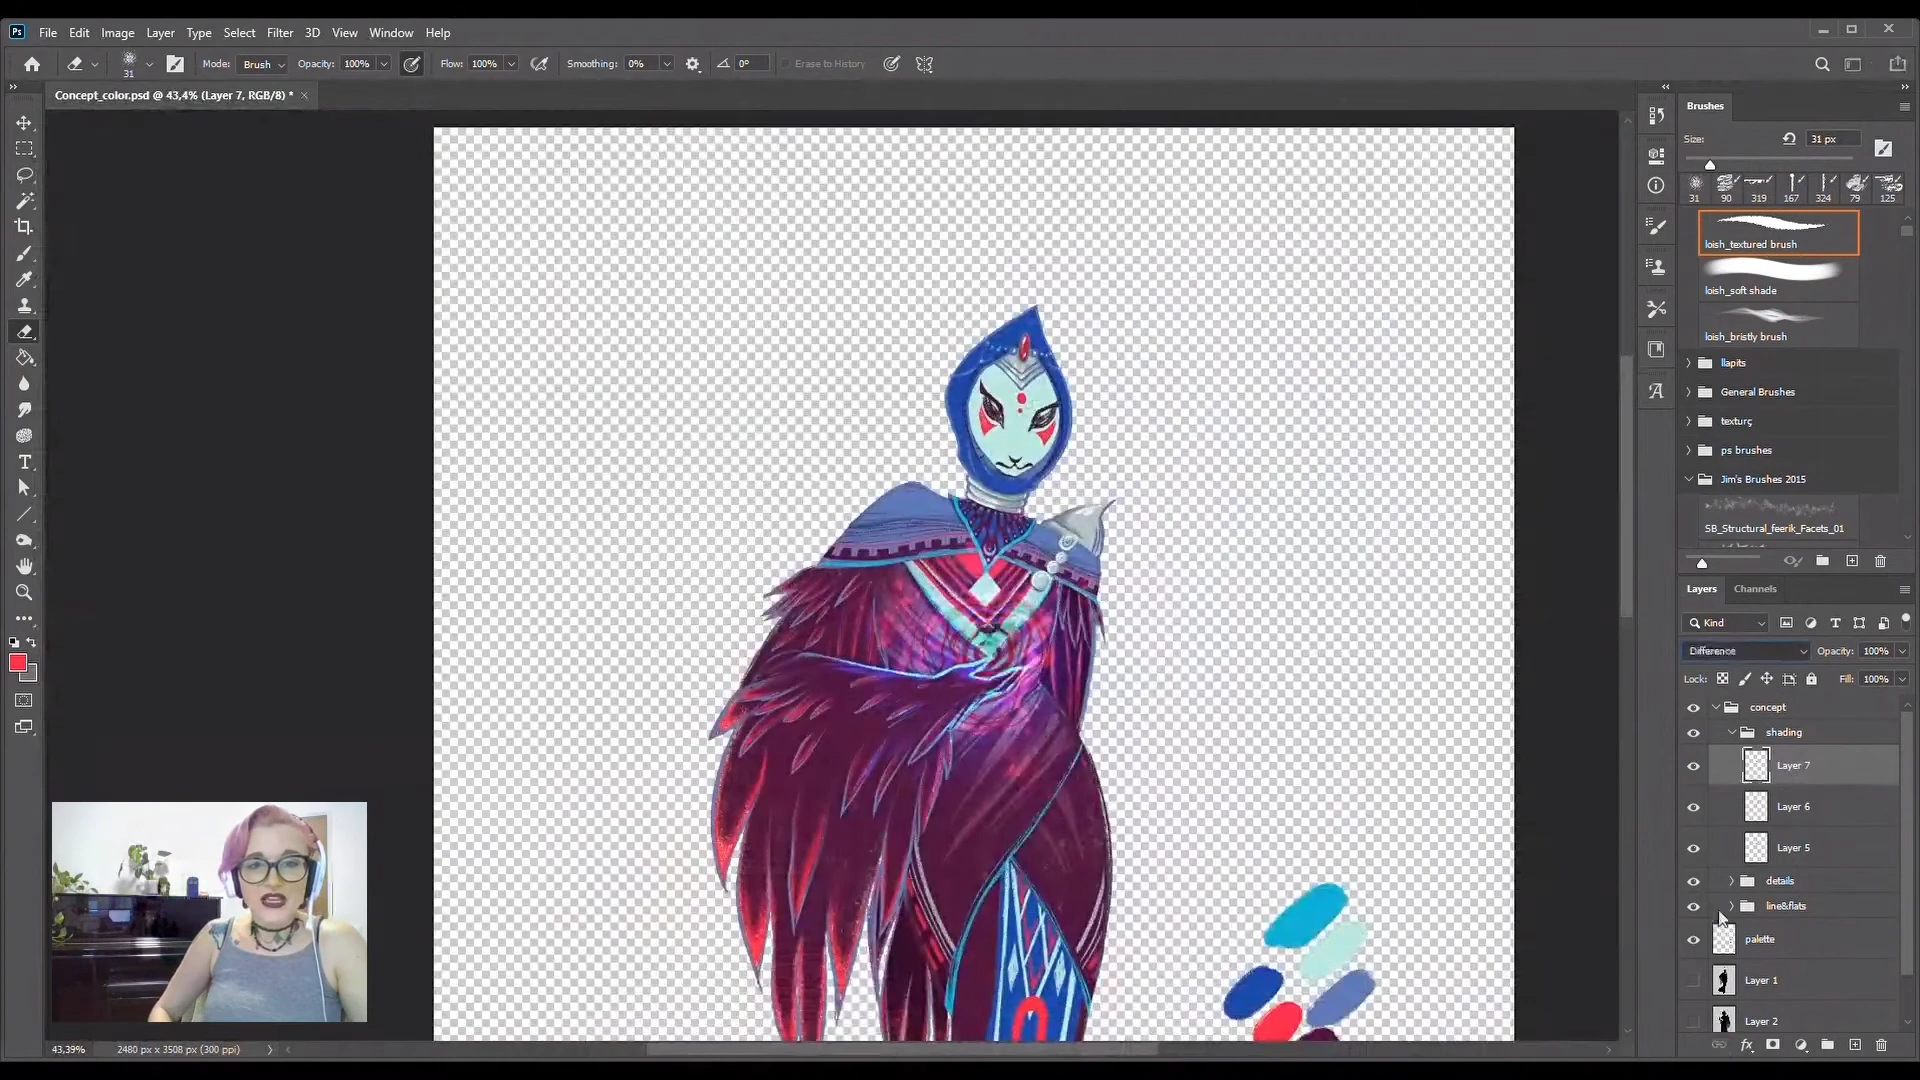 Ps File Edit Image Layer Type Select Filter 3D View Window Help
31 Mode: Brush Opacity: 100% Flow: 100% Smoothing: 0% 0° Erase to History
Concept_color.psd @ 43,4% (Layer 7, RGB/8) *
Brushes
Size: 31 px
31 90 319 167 324 79 125
loish_textured brush
loish_soft shade
loish_bristly brush
llapits
General Brushes
texturç
ps brushes
Jim's Brushes 2015
SB_Structural_feerik_Facets_01
Layers Channels
Kind
Difference Opacity: 100%
Lock: Fill: 100%
concept
shading
Layer 7
Layer 6
Layer 5
details
line&flats
palette
Layer 1
Layer 2
43,39% 2480 px x 3508 px (300 ppi)